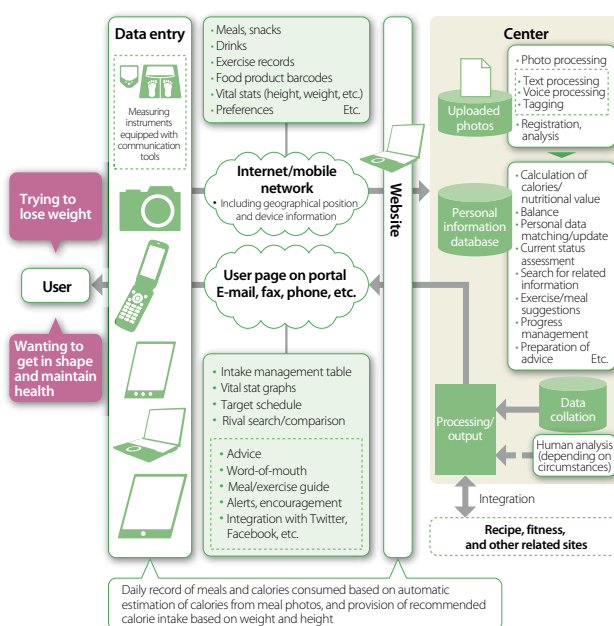 Data entry
Measuring
instruments
equipped with
communication
tools
Trying to
lose weight
User
Wanting to
get in shape
and maintain
health
• Meals, snacks
• Drinks
• Exercise records
• Food product barcodes
• Vital stats (height, weight, etc.)
• Preferences Etc.
Internet/mobile
network
• Including geographical position
and device information
User page on portal
E-mail, fax, phone, etc.
• Intake management table
• Vital stat graphs
• Target schedule
• Rival search/comparison
• Advice
• Word-of-mouth
• Meal/exercise guide
• Alerts, encouragement
• Integration with Twitter,
Facebook, etc.
Website
Center
Uploaded
photos
• Photo processing
• Text processing
• Voice processing
• Tagging
• Registration,
analysis
Personal
information
database
• Calculation of
calories/
nutritional value
• Balance
• Personal data
matching/update
• Current status
assessment
• Search for related
information
• Exercise/meal
suggestions
• Progress
management
• Preparation of
advice Etc.
Processing/
output
Data
collation
Human analysis
(depending on
circumstances)
Integration
Recipe, fitness,
and other related sites
Daily record of meals and calories consumed based on automatic
estimation of calories from meal photos, and provision of recommended
calorie intake based on weight and height